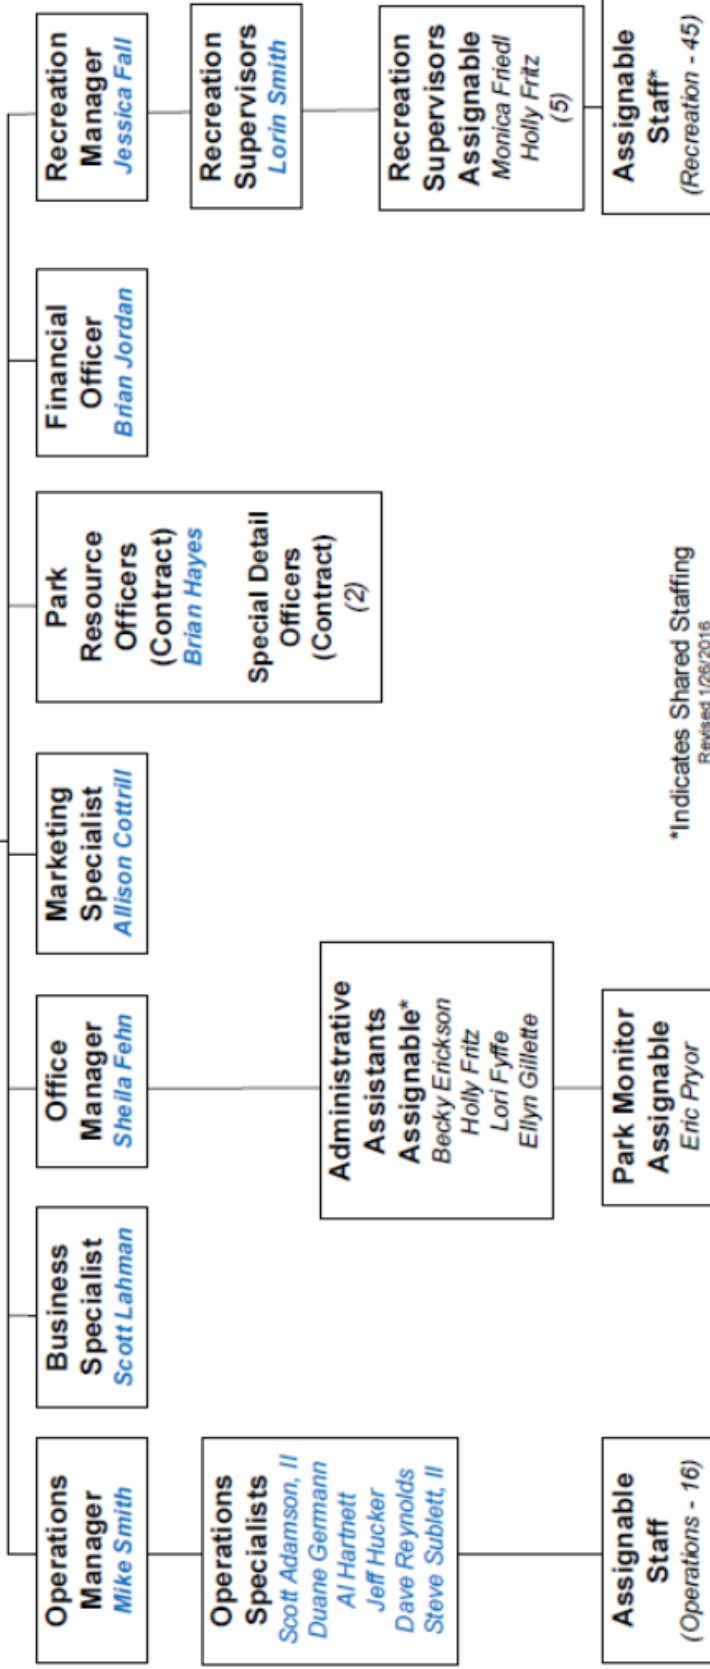 Operations
Manager
Mike Smith
Business
Specialist
Scott Lahman
Office
Manager
Sheila Fehn
Marketing
Specialist
Allison Cottrill
Park
Resource
Officers
(Contract)
Brian Hayes
Special Detail
Officers
(Contract)
(2)
Financial
Officer
Brian Jordan
Recreation
Manager
Jessica Fall
Operations
Specialists
Scott Adamson, II
Duane Germann
Al Hartnett
Jeff Hucker
Dave Reynolds
Steve Sublett, II
Recreation
Supervisors
Lorin Smith
Administrative
Assistants
Assignable*
Becky Erickson
Holly Fritz
Lori Fyffe
Ellyn Gillette
Recreation
Supervisors
Assignable
Monica Friedl
Holly Fritz
(5)
Assignable
Staff
(Operations - 16)
Park Monitor
Assignable
Eric Pryor
Assignable
Staff*
(Recreation - 45)
*Indicates Shared Staffing
Revised 1/26/2016